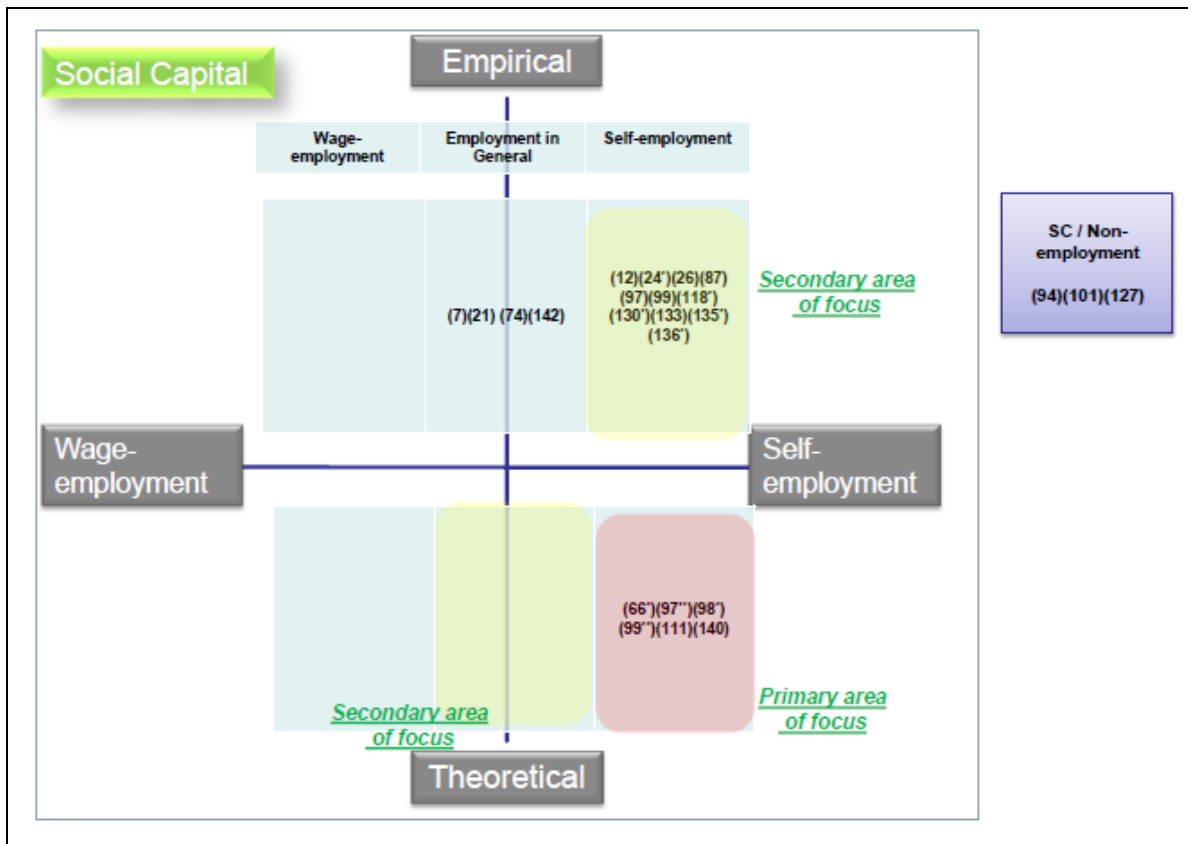 Social Capital
Empirical
Wage-
employment
Employment in
General
Self-employment
(7)(21) (74)(142)
(12)(24')(26)(87)
(97)(99)(118')
(130')(133)(135')
(136')
Secondary area
of focus
SC / Non-
employment
(94)(101)(127)
Wage-
employment
Self-
employment
(66')(97'')(98')
(99'')(111)(140)
Secondary area
of focus
Primary area
of focus
Theoretical